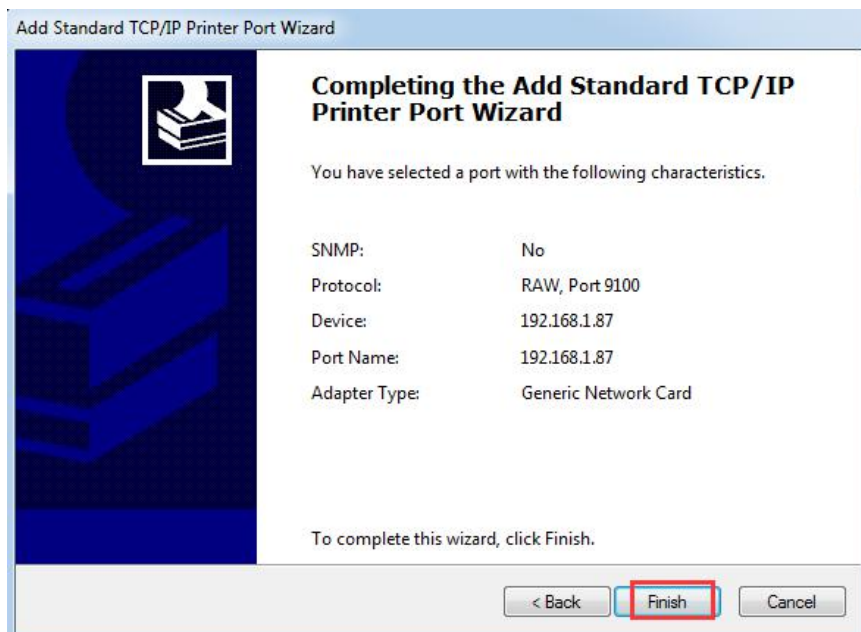 Add Standard TCP/IP Printer Port Wizard
Completing the Add Standard TCP/IP
Printer Port Wizard
You have selected a port with the following characteristics.
SNMP: No
Protocol: RAW, Port 9100
Device: 192.168.1.87
Port Name: 192.168.1.87
Adapter Type: Generic Network Card
To complete this wizard, click Finish.
< Back Finish Cancel